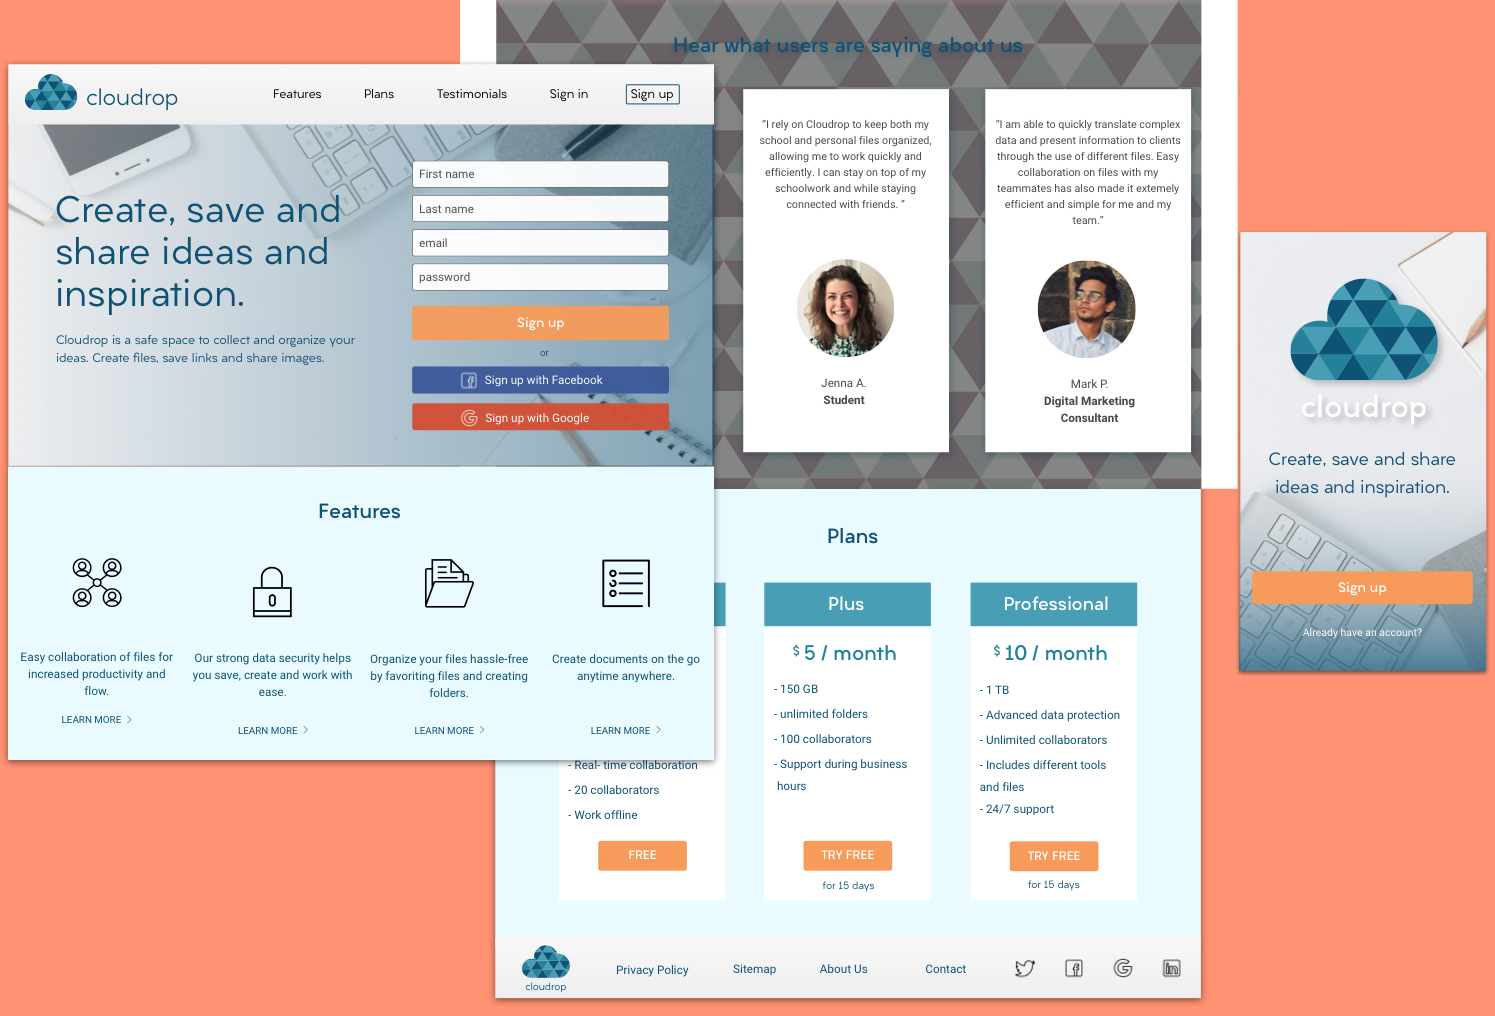 cloudrop
Features
Plans
Testimonials
Sign in
Sign up
Create, save and
share ideas and
inspiration.
Cloudrop is a safe space to collect and organize your
ideas. Create files, save links and share images.
First name
Last name
email
password
Sign up
or
Sign up with Facebook
Sign up with Google
Features
Easy collaboration of files for
increased productivity and
flow.
LEARN MORE
Our strong data security helps
you save, create and work with
ease.
LEARN MORE
Organize your files hassle-free
by favoriting files and creating
folders.
LEARN MORE
Create documents on the go
anytime anywhere.
LEARN MORE
Hear what users are saying about us
“I rely on Cloudrop to keep both my
school and personal files organized,
allowing me to work quickly and
efficiently. I can stay on top of my
schoolwork and while staying
connected with friends. ”
Jenna A.
Student
“I am able to quickly translate complex
data and present information to clients
through the use of different files. Easy
collaboration on files with my
teammates has also made it extemely
efficient and simple for me and my
team.”
Mark P.
Digital Marketing
Consultant
Plans
- Real- time collaboration
- 20 collaborators
- Work offline
FREE
Plus
$ 5 / month
- 150 GB
- unlimited folders
- 100 collaborators
- Support during business
hours
TRY FREE
for 15 days
Professional
$ 10 / month
- 1 TB
- Advanced data protection
- Unlimited collaborators
- Includes different tools
and files
- 24/7 support
TRY FREE
for 15 days
cloudrop
Privacy Policy
Sitemap
About Us
Contact
cloudrop
Create, save and share
ideas and inspiration.
Sign up
Already have an account?